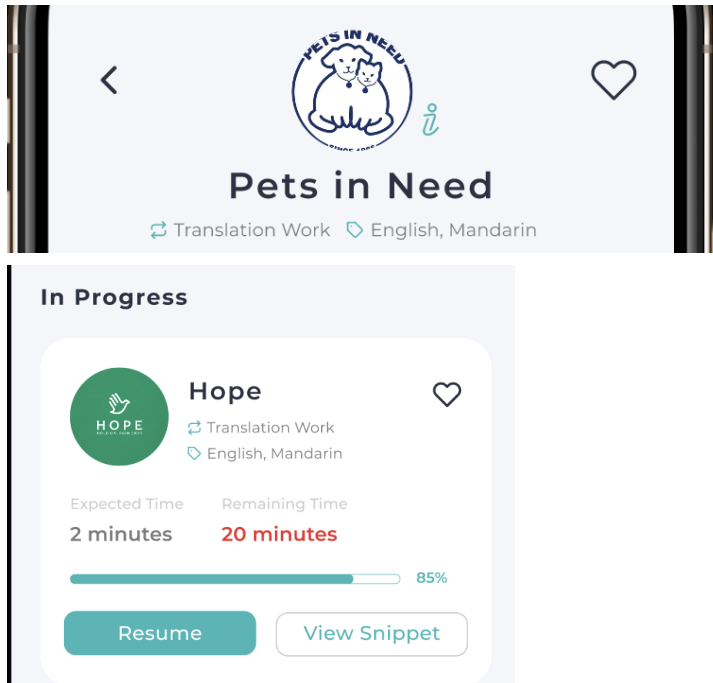 PETS IN NEED
Pets in Need
Translation Work English, Mandarin
In Progress
Hope
HOPE
Translation Work
English, Mandarin
Expected Time Remaining Time
2 minutes 20 minutes
85%
Resume View Snippet